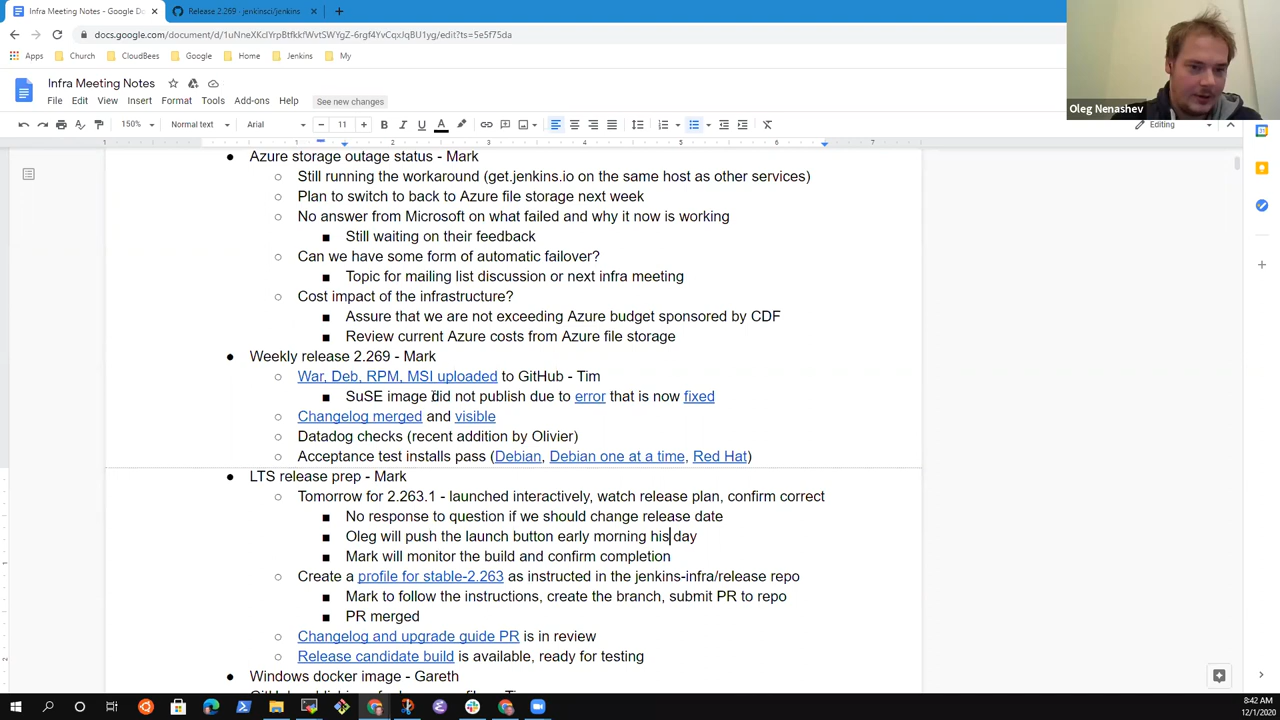 Infra Meeting Notes - Google Do
Release 2.269 · jenkinsci/jenkins
Apps
Church
CloudBees
Google
Home
Jenkins
My
Infra Meeting Notes
File Edit View Insert Format Tools Add-ons Help
See new changes
150%
Normal text
Arial
11
Editing
Oleg Nenashev
Azure storage outage status - Mark
Still running the workaround (get.jenkins.io on the same host as other services)
Plan to switch to back to Azure file storage next week
No answer from Microsoft on what failed and why it now is working
Still waiting on their feedback
Can we have some form of automatic failover?
Topic for mailing list discussion or next infra meeting
Cost impact of the infrastructure?
Assure that we are not exceeding Azure budget sponsored by CDF
Review current Azure costs from Azure file storage
Weekly release 2.269 - Mark
War, Deb, RPM, MSI uploaded to GitHub - Tim
SuSE image did not publish due to error that is now fixed
Changelog merged and visible
Datadog checks (recent addition by Olivier)
Acceptance test installs pass (Debian, Debian one at a time, Red Hat)
LTS release prep - Mark
Tomorrow for 2.263.1 - launched interactively, watch release plan, confirm correct
No response to question if we should change release date
Oleg will push the launch button early morning his day
Mark will monitor the build and confirm completion
Create a profile for stable-2.263 as instructed in the jenkins-infra/release repo
Mark to follow the instructions, create the branch, submit PR to repo
PR merged
Changelog and upgrade guide PR is in review
Release candidate build is available, ready for testing
Windows docker image - Gareth
8:42 AM
12/1/2020